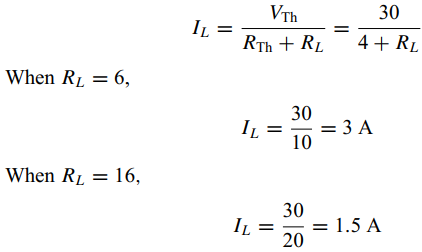 I_L = V_Th / (R_Th + R_L) = 30 / (4 + R_L)
When R_L = 6,
I_L = 30 / 10 = 3 A
When R_L = 16,
I_L = 30 / 20 = 1.5 A